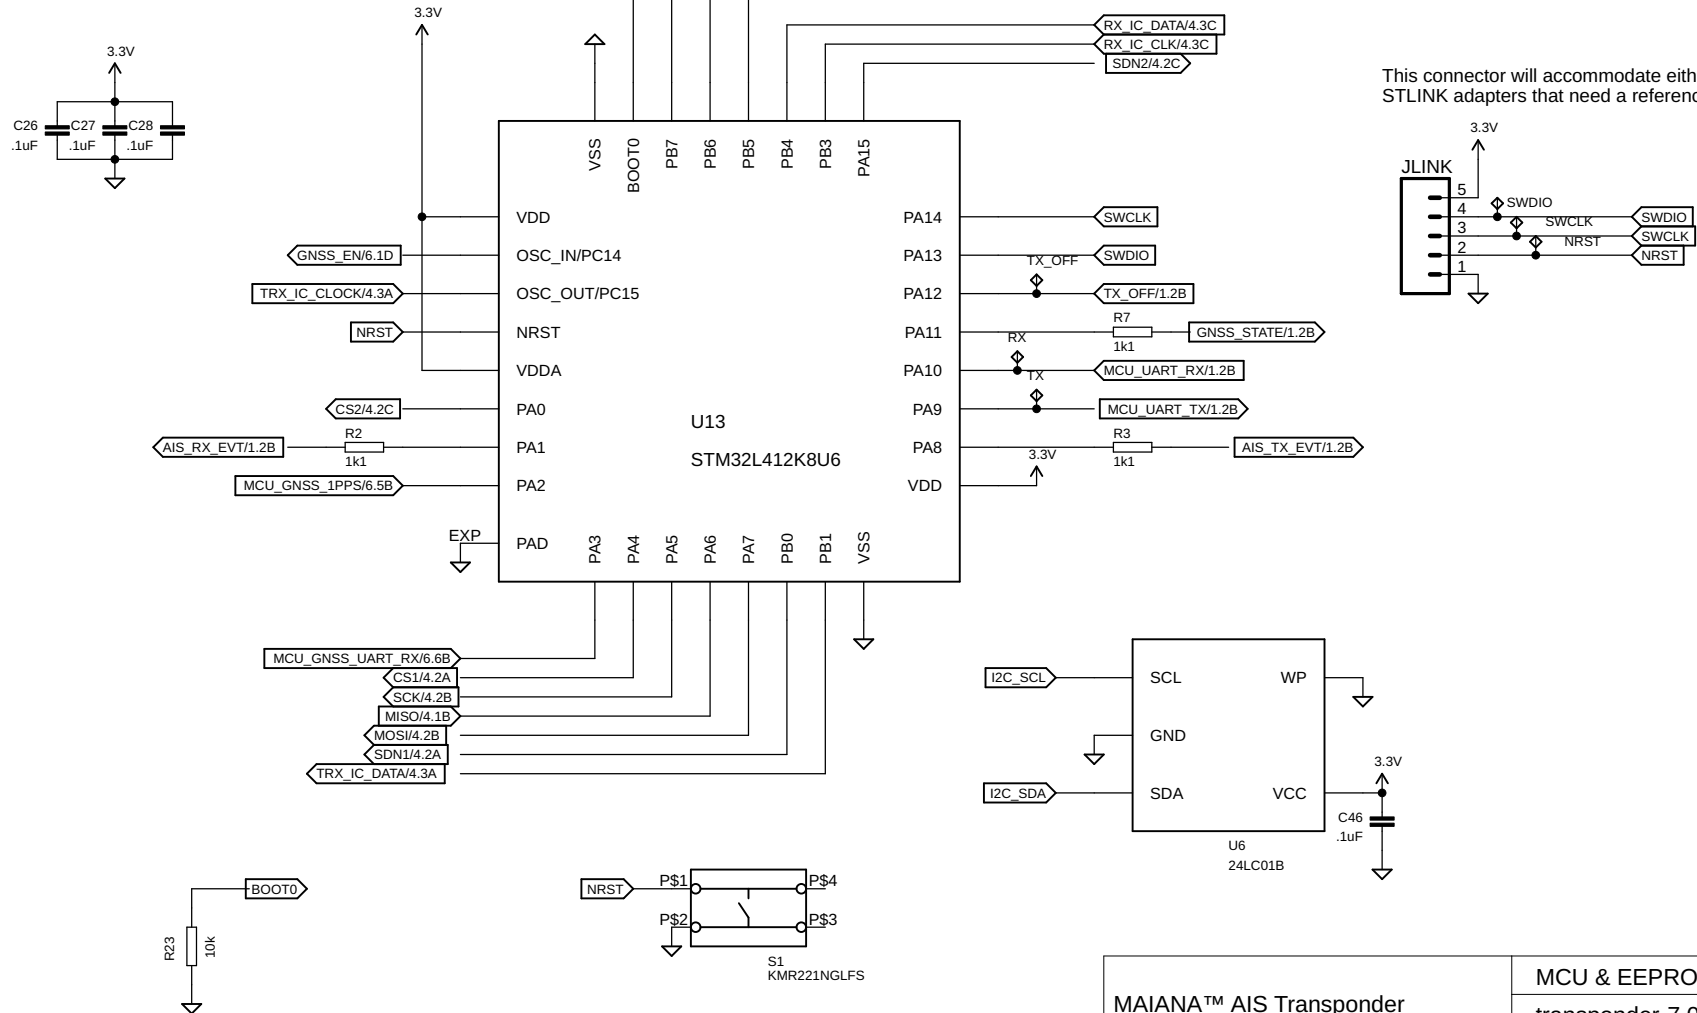 3.3V
RX_IC_DATA/4.3C
RX_IC_CLK/4.3C
SDN2/4.2C
3.3V
C26
.1uF
C27
.1uF
C28
.1uF
This connector will accommodate eith
STLINK adapters that need a referenc
3.3V
JLINK
5
4
3
2
1
SWDIO
SWCLK
NRST
SWDIO
SWCLK
NRST
VSS
BOOT0
PB7
PB6
PB5
PB4
PB3
PA15
VDD
OSC_IN/PC14
OSC_OUT/PC15
NRST
VDDA
PA0
PA1
PA2
PAD
EXP
GNSS_EN/6.1D
TRX_IC_CLOCK/4.3A
NRST
CS2/4.2C
AIS_RX_EVT/1.2B
R2
1k1
MCU_GNSS_1PPS/6.5B
U13
STM32L412K8U6
PA14
PA13
PA12
PA11
PA10
PA9
PA8
VDD
SWCLK
SWDIO
TX_OFF
TX_OFF/1.2B
R7
1k1
GNSS_STATE/1.2B
RX
MCU_UART_RX/1.2B
TX
MCU_UART_TX/1.2B
R3
1k1
AIS_TX_EVT/1.2B
3.3V
PA3
PA4
PA5
PA6
PA7
PB0
PB1
VSS
MCU_GNSS_UART_RX/6.6B
CS1/4.2A
SCK/4.2B
MISO/4.1B
MOSI/4.2B
SDN1/4.2A
TRX_IC_DATA/4.3A
I2C_SCL
I2C_SDA
SCL
GND
SDA
WP
VCC
3.3V
C46
.1uF
U6
24LC01B
BOOT0
R23
10k
NRST
P$1
P$2
P$4
P$3
S1
KMR221NGLFS
MAIANA™ AIS Transponder
MCU & EEPRO